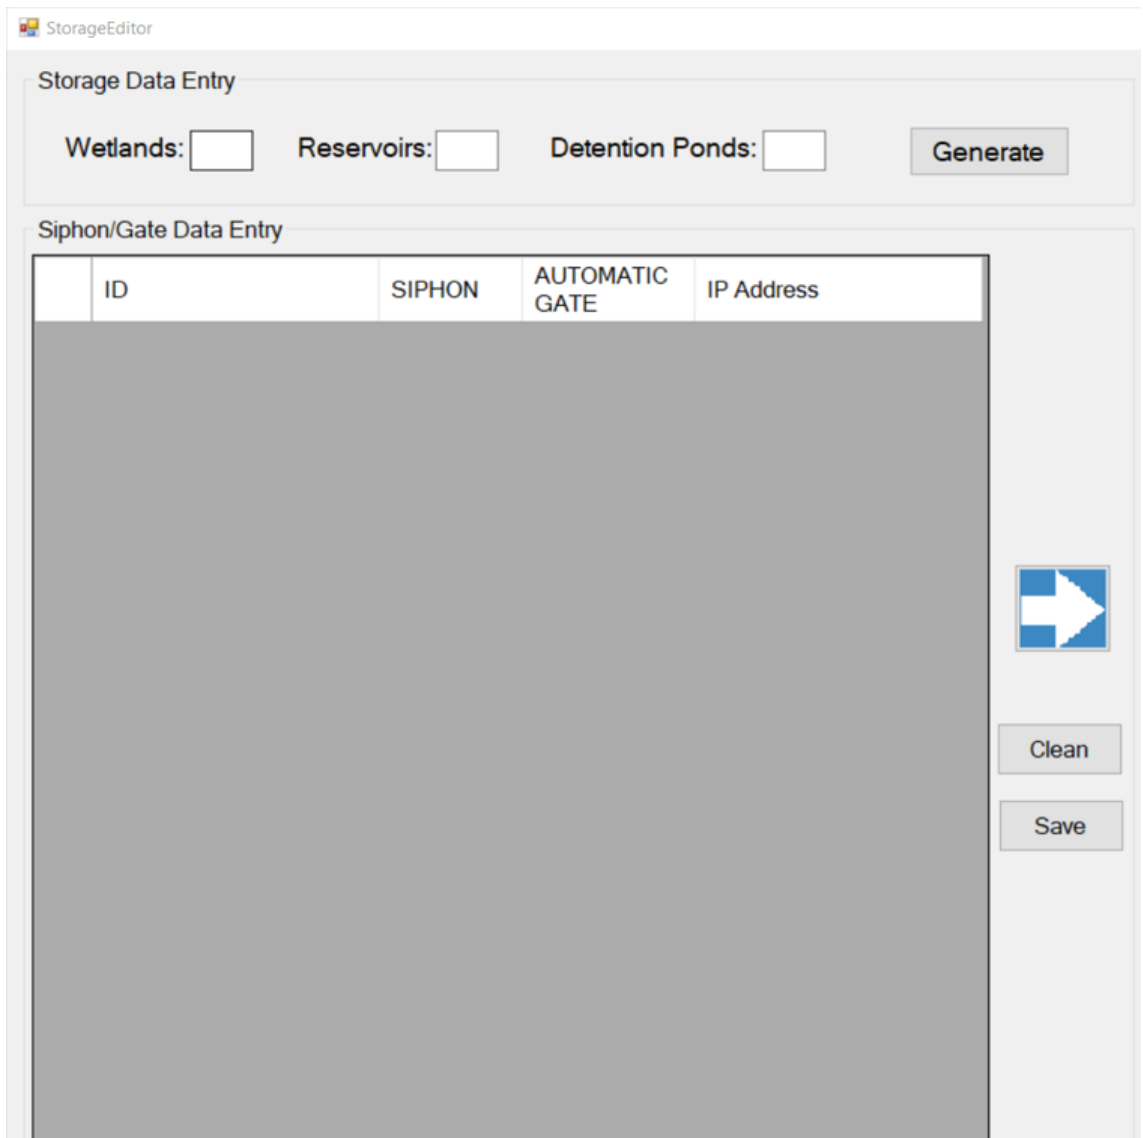 StorageEditor
Storage Data Entry
Wetlands: Reservoirs: Detention Ponds: Generate
Siphon/Gate Data Entry
ID SIPHON AUTOMATIC GATE IP Address
Clean
Save